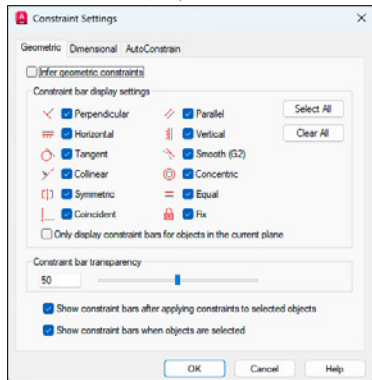 Constraint Settings
Geometric Dimensional AutoConstrain
Infer geometric constraints
Constraint bar display settings
Perpendicular Parallel Select All
Horizontal Vertical Clear All
Tangent Smooth (G2)
Collinear Concentric
Symmetric Equal
Coincident Fix
Only display constraint bars for objects in the current plane
Constraint bar transparency
50
Show constraint bars after applying constraints to selected objects
Show constraint bars when objects are selected
OK Cancel Help